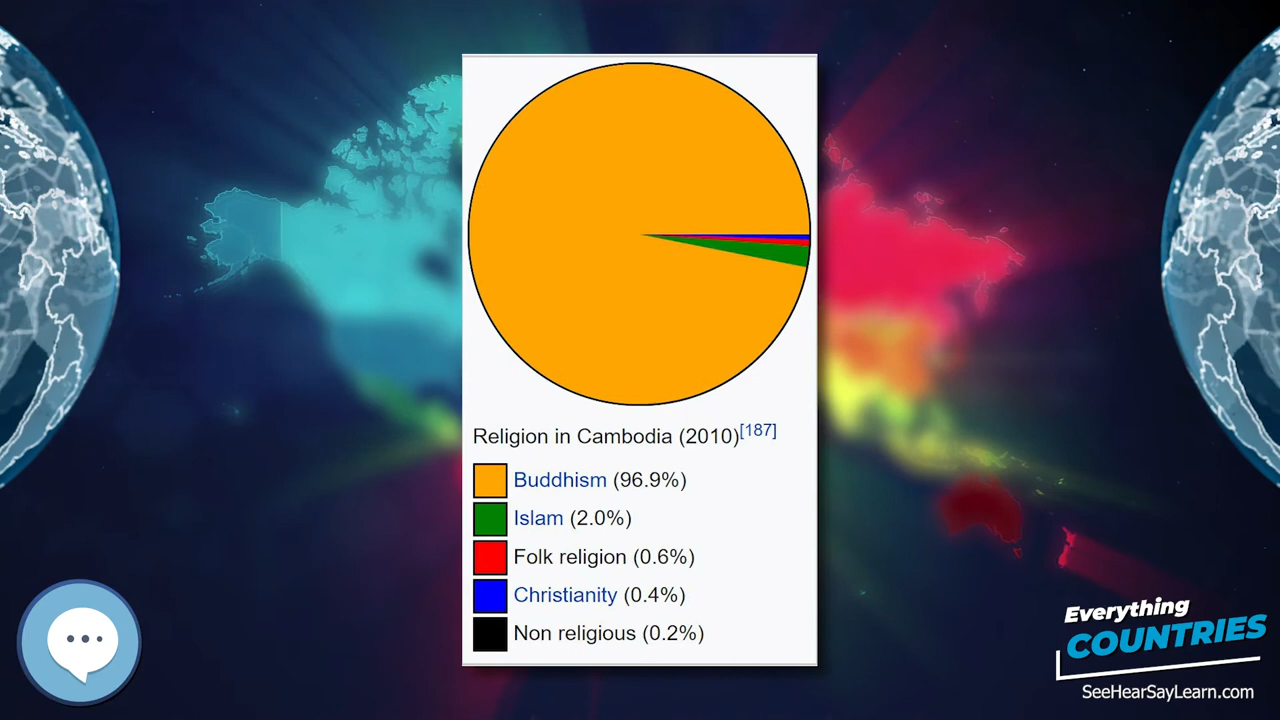 Religion in Cambodia (2010)[187]
Buddhism (96.9%)
Islam (2.0%)
Folk religion (0.6%)
Christianity (0.4%)
Non religious (0.2%)
Everything
COUNTRIES
SeeHearSayLearn.com